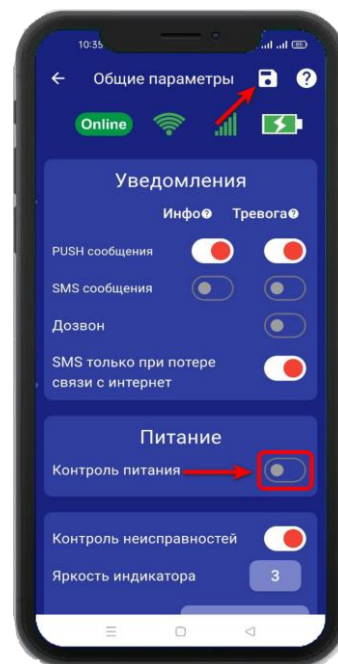 10:35
Общие параметры ?
Online
Уведомления
Инфо? Тревога?
PUSH сообщения
SMS сообщения
Дозвон
SMS только при потере
связи с интернет
Питание
Контроль питания
Контроль неисправностей
Яркость индикатора 3